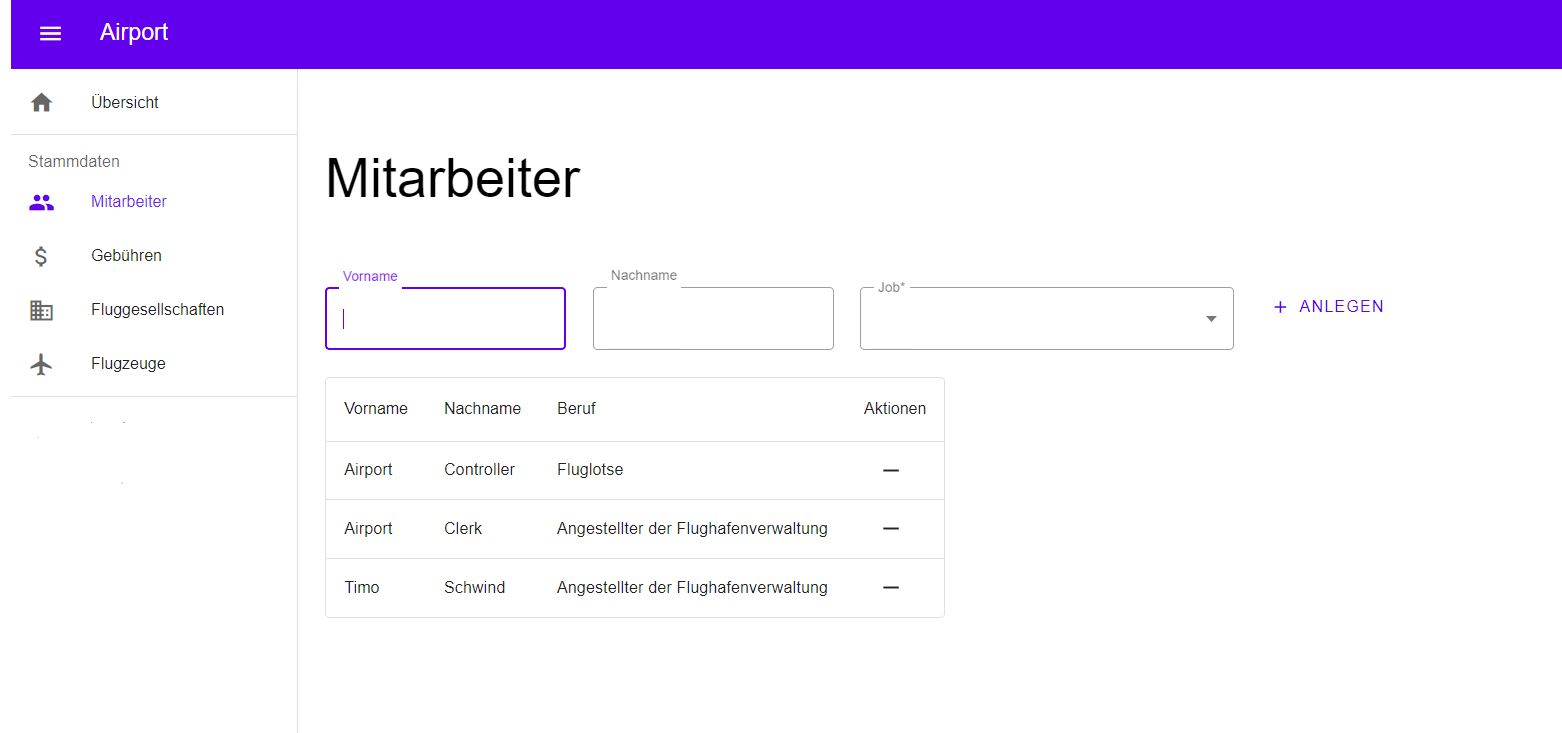 Airport
Übersicht
Stammdaten
Mitarbeiter
Gebühren
Fluggesellschaften
Flugzeuge
Mitarbeiter
Vorname Nachname Job*
+ ANLEGEN
Vorname Nachname Beruf Aktionen
Airport Controller Fluglotse
Airport Clerk Angestellter der Flughafenverwaltung
Timo Schwind Angestellter der Flughafenverwaltung